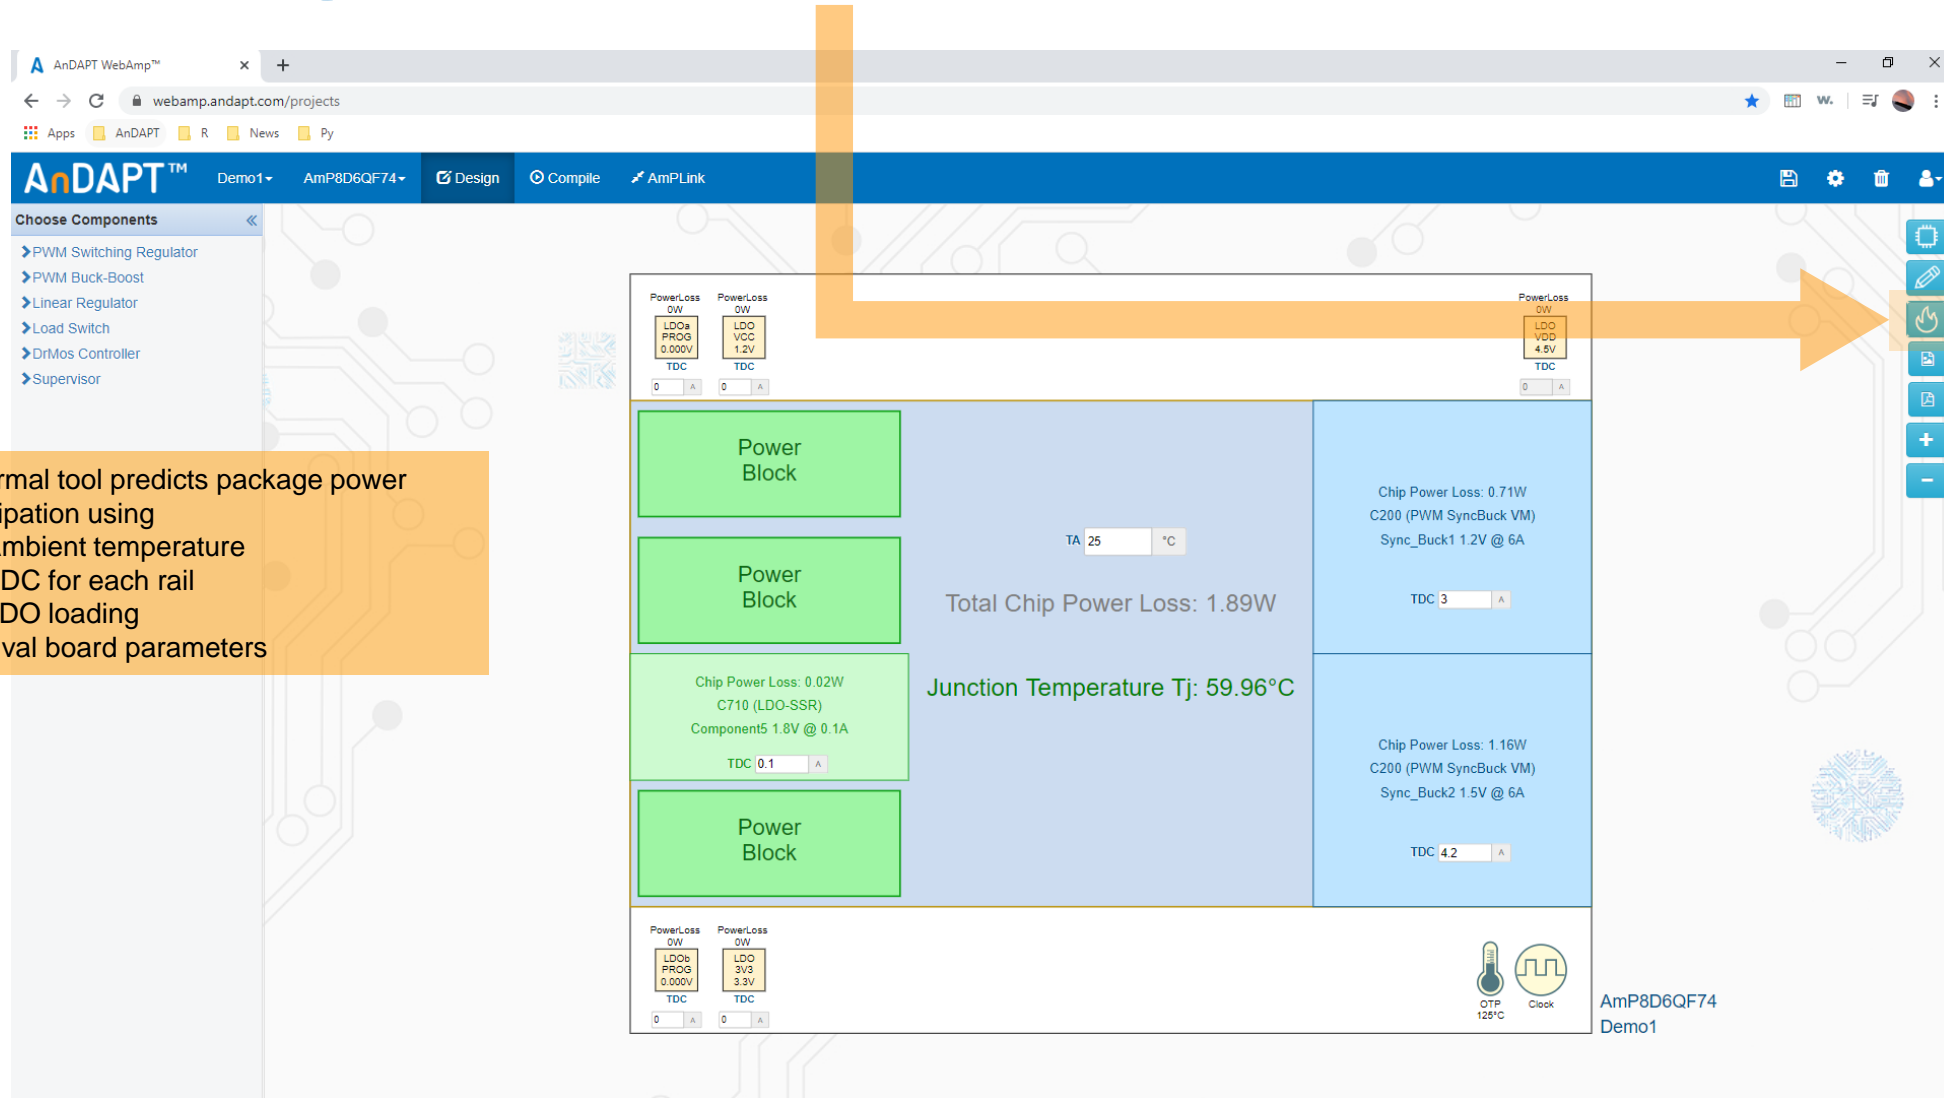 AnDAPT WebAmp™
webamp.andapt.com/projects
Apps AnDAPT R News Py
AnDAPT™ Demo1 AmP8D6QF74 Design Compile AmPLink
Choose Components
PWM Switching Regulator
PWM Buck-Boost
Linear Regulator
Load Switch
DrMos Controller
Supervisor
rmal tool predicts package power
ipation using
mbient temperature
DC for each rail
DO loading
val board parameters
PowerLoss PowerLoss PowerLoss
0W 0W 0W
LDOa LDO LDO
PROG VCC VDD
0.000V 1.2V 4.5V
TDC TDC TDC
0 A 0 A 0 A
Power
Block
Power
Block
Chip Power Loss: 0.02W
C710 (LDO-SSR)
Component5 1.8V @ 0.1A
TDC 0.1 A
Power
Block
TA 25 °C
Total Chip Power Loss: 1.89W
Junction Temperature Tj: 59.96°C
Chip Power Loss: 0.71W
C200 (PWM SyncBuck VM)
Sync_Buck1 1.2V @ 6A
TDC 3 A
Chip Power Loss: 1.16W
C200 (PWM SyncBuck VM)
Sync_Buck2 1.5V @ 6A
TDC 4.2 A
PowerLoss PowerLoss
0W 0W
LDOb LDO
PROG 3V3
0.000V 3.3V
TDC TDC
0 A 0 A
OTP Clock
125°C
AmP8D6QF74
Demo1